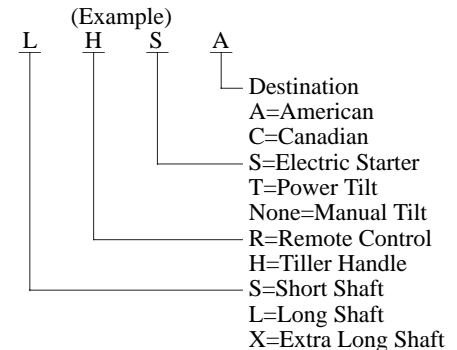 (Example)
L H S A
Destination
A=American
C=Canadian
S=Electric Starter
T=Power Tilt
None=Manual Tilt
R=Remote Control
H=Tiller Handle
S=Short Shaft
L=Long Shaft
X=Extra Long Shaft